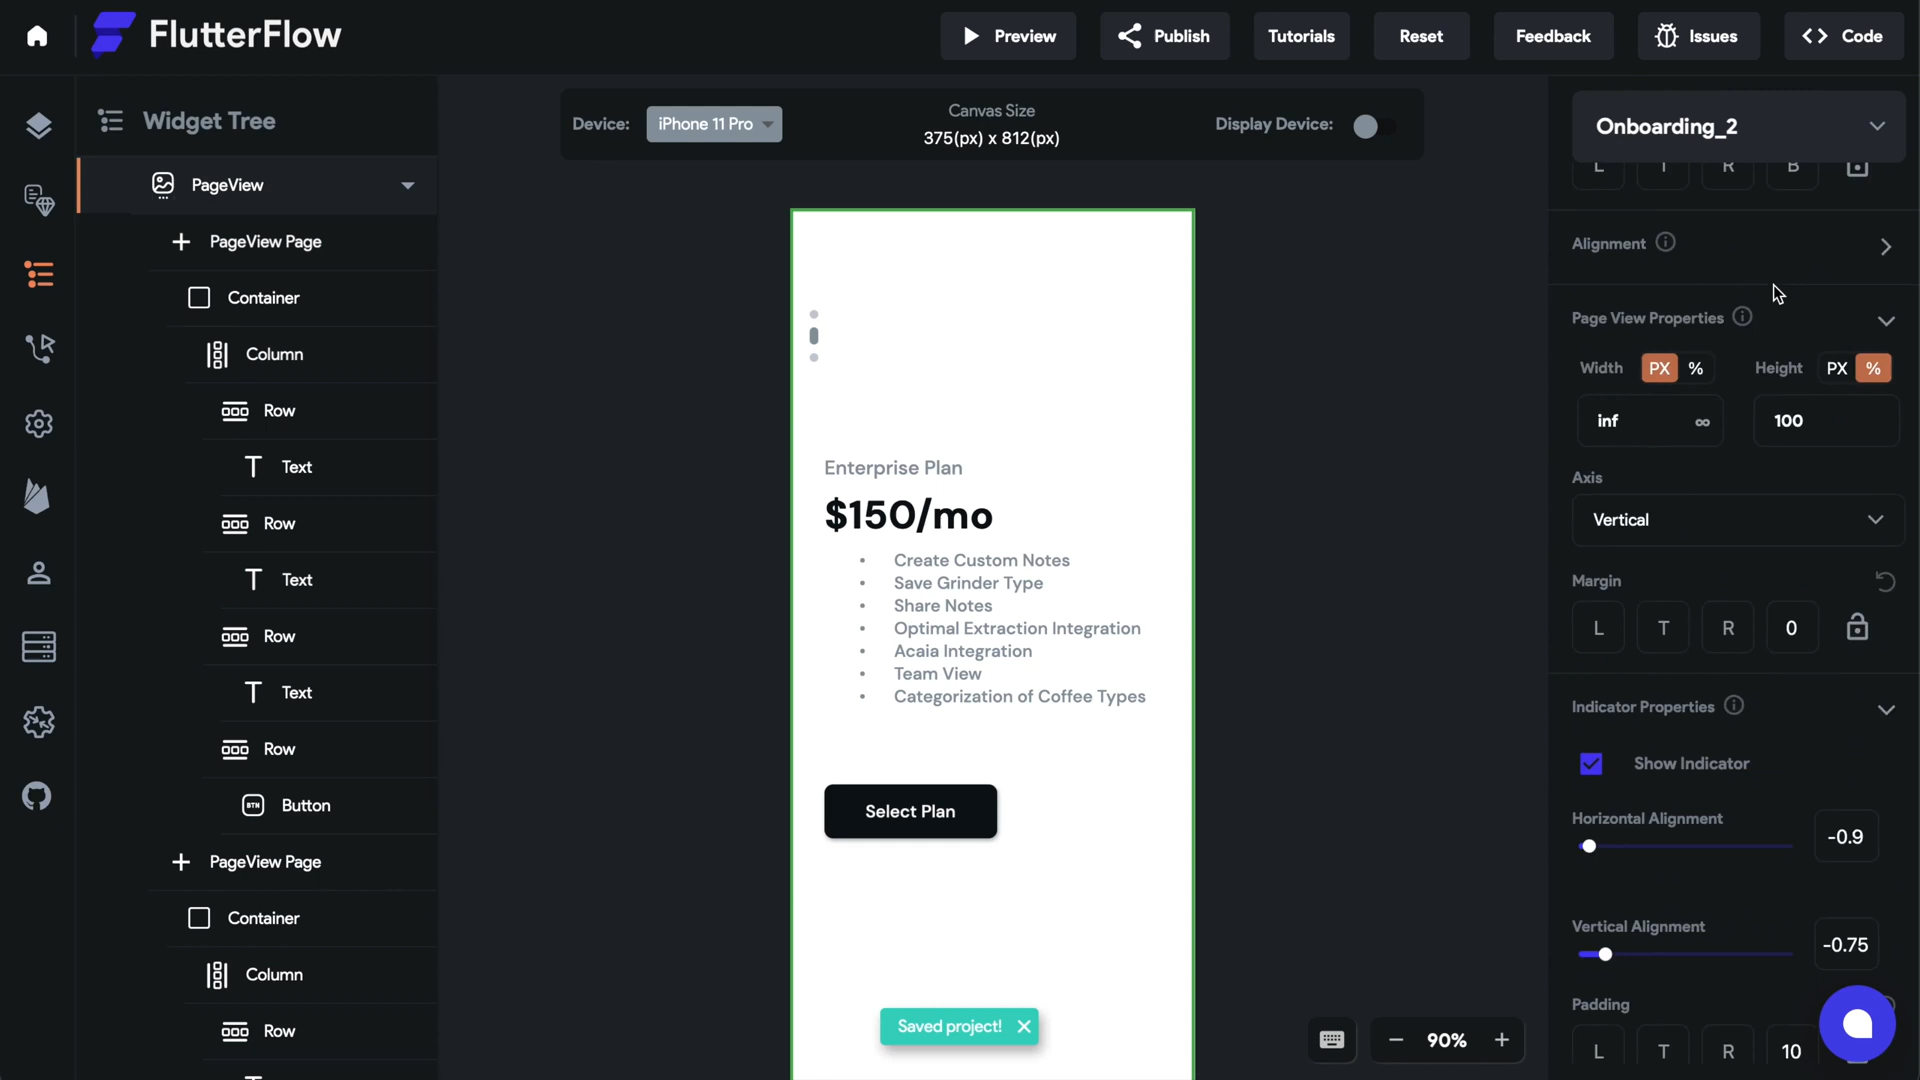 FlutterFlow
Preview
Publish
Tutorials
Reset
Feedback
Issues
Code
Widget Tree
PageView
PageView Page
Container
Column
Row
Text
Row
Text
Row
Text
Row
BTN Button
PageView Page
Container
Column
Row
Device: iPhone 11 Pro
Canvas Size
375(px) x 812(px)
Display Device:
Enterprise Plan
$150/mo
• Create Custom Notes
• Save Grinder Type
• Share Notes
• Optimal Extraction Integration
• Acaia Integration
• Team View
• Categorization of Coffee Types
Select Plan
Saved project!
90%
Onboarding_2
L T R B
Alignment
Page View Properties
Width PX % Height PX %
inf ∞ 100
Axis
Vertical
Margin
L T R 0
Indicator Properties
Show Indicator
Horizontal Alignment
-0.9
Vertical Alignment
-0.75
Padding
L T R 10